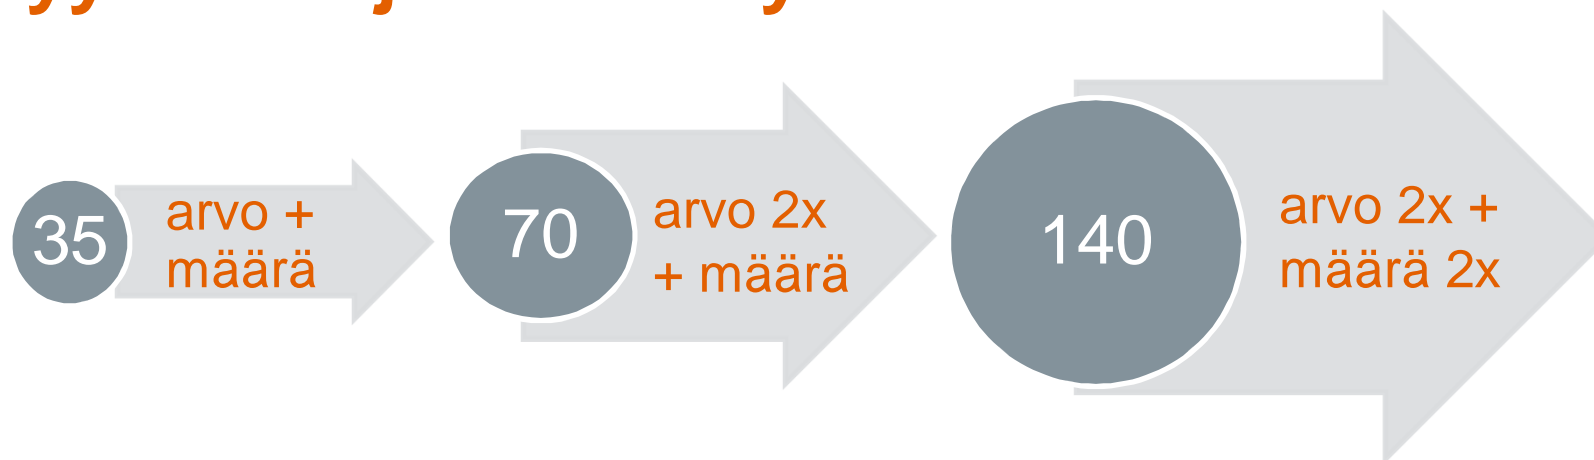 35
arvo +
määrä
70
arvo 2x
+ määrä
140
arvo 2x +
määrä 2x